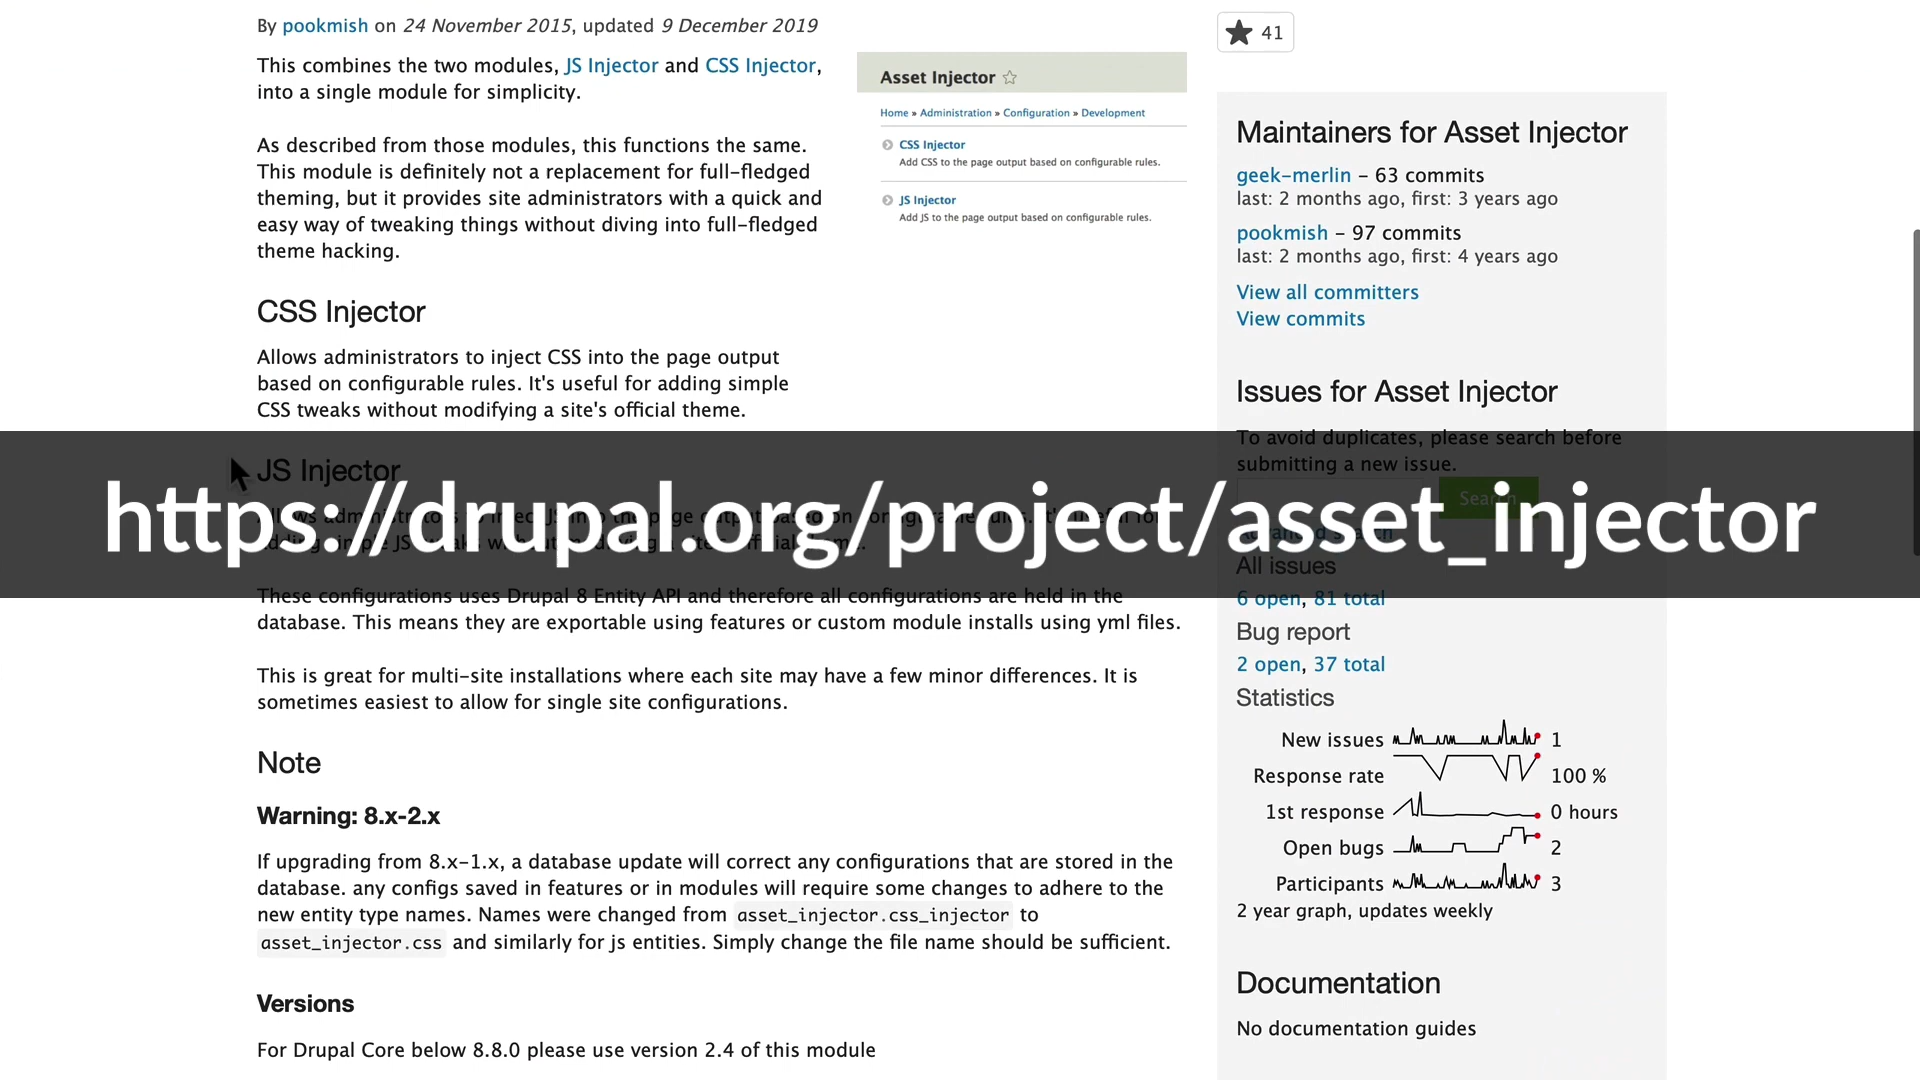 By pookmish on 24 November 2015, updated 9 December 2019
This combines the two modules, JS Injector and CSS Injector,
into a single module for simplicity.
As described from those modules, this functions the same.
This module is definitely not a replacement for full-fledged
theming, but it provides site administrators with a quick and
easy way of tweaking things without diving into full-fledged
theme hacking.
Asset Injector
Home » Administration » Configuration » Development
CSS Injector
Add CSS to the page output based on configurable rules.
JS Injector
Add JS to the page output based on configurable rules.
CSS Injector
Allows administrators to inject CSS into the page output
based on configurable rules. It's useful for adding simple
CSS tweaks without modifying a site's official theme.
JS Injector
https://drupal.org/project/asset_injector
These configurations uses Drupal 8 Entity API and therefore all configurations are held in the
database. This means they are exportable using features or custom module installs using yml files.
This is great for multi-site installations where each site may have a few minor differences. It is
sometimes easiest to allow for single site configurations.
Note
Warning: 8.x-2.x
If upgrading from 8.x-1.x, a database update will correct any configurations that are stored in the
database. any configs saved in features or in modules will require some changes to adhere to the
new entity type names. Names were changed from asset_injector.css_injector to
asset_injector.css and similarly for js entities. Simply change the file name should be sufficient.
Versions
For Drupal Core below 8.8.0 please use version 2.4 of this module
41
Maintainers for Asset Injector
geek-merlin – 63 commits
last: 2 months ago, first: 3 years ago
pookmish – 97 commits
last: 2 months ago, first: 4 years ago
View all committers
View commits
Issues for Asset Injector
To avoid duplicates, please search before
submitting a new issue.
Search
Advanced search
All issues
6 open, 81 total
Bug report
2 open, 37 total
Statistics
New issues 1
Response rate 100 %
1st response 0 hours
Open bugs 2
Participants 3
2 year graph, updates weekly
Documentation
No documentation guides